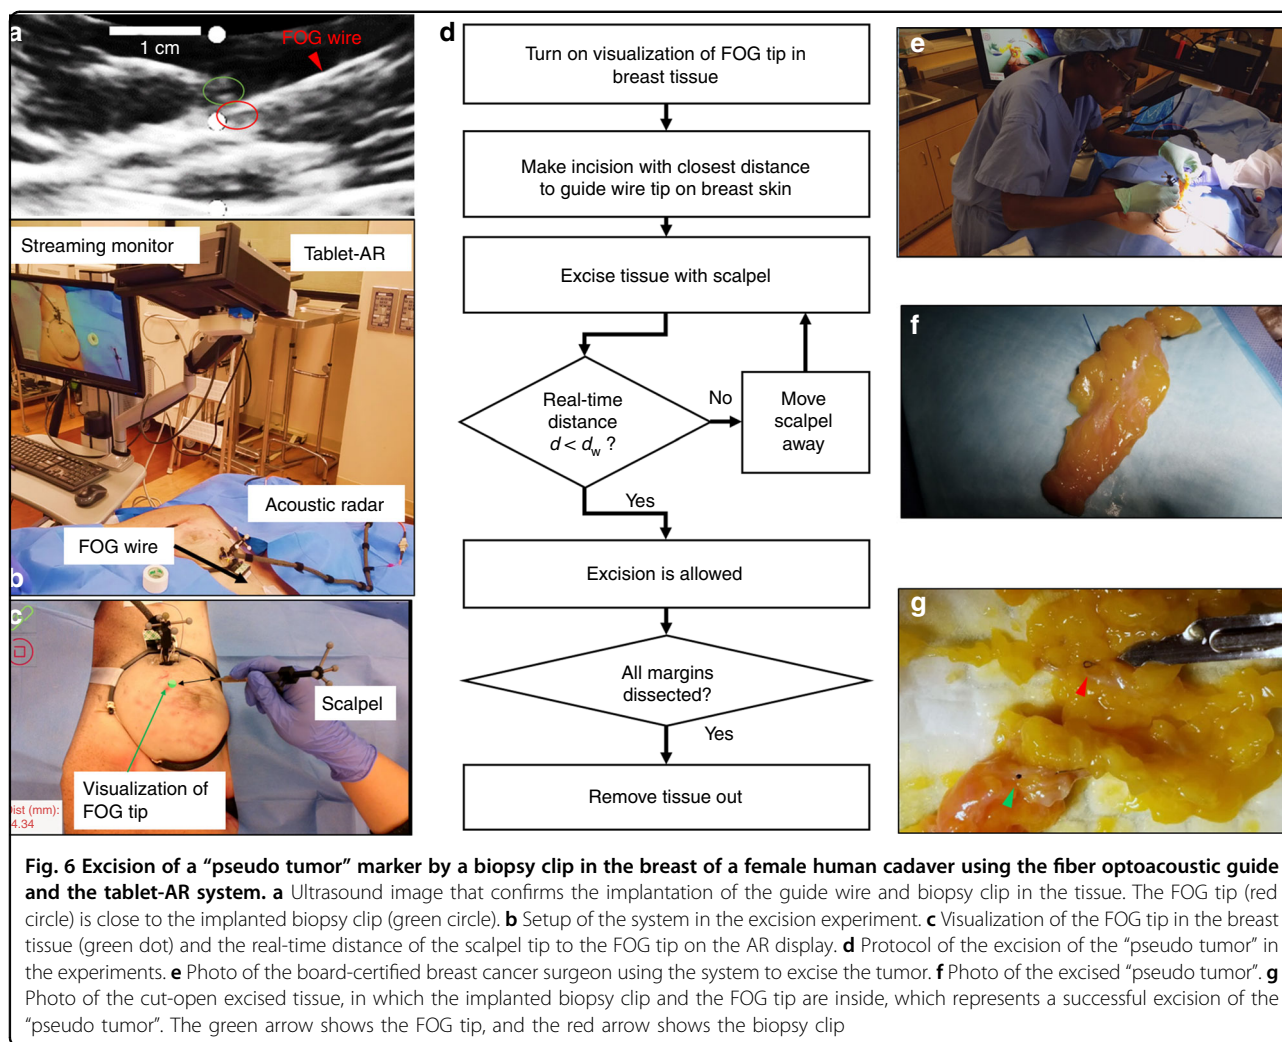 a
1 cm
FOG wire
Streaming monitor
Tablet-AR
Acoustic radar
FOG wire
b
c
Scalpel
Visualization of
FOG tip
Dist (mm):
4.34
d
Turn on visualization of FOG tip in
breast tissue
Make incision with closest distance
to guide wire tip on breast skin
Excise tissue with scalpel
Real-time
distance
d < dw ?
No
Move
scalpel
away
Yes
Excision is allowed
All margins
dissected?
Yes
Remove tissue out
e
f
g
Fig. 6 Excision of a “pseudo tumor” marker by a biopsy clip in the breast of a female human cadaver using the fiber optoacoustic guide
and the tablet-AR system. a Ultrasound image that confirms the implantation of the guide wire and biopsy clip in the tissue. The FOG tip (red
circle) is close to the implanted biopsy clip (green circle). b Setup of the system in the excision experiment. c Visualization of the FOG tip in the breast
tissue (green dot) and the real-time distance of the scalpel tip to the FOG tip on the AR display. d Protocol of the excision of the “pseudo tumor” in
the experiments. e Photo of the board-certified breast cancer surgeon using the system to excise the tumor. f Photo of the excised “pseudo tumor”. g
Photo of the cut-open excised tissue, in which the implanted biopsy clip and the FOG tip are inside, which represents a successful excision of the
“pseudo tumor”. The green arrow shows the FOG tip, and the red arrow shows the biopsy clip